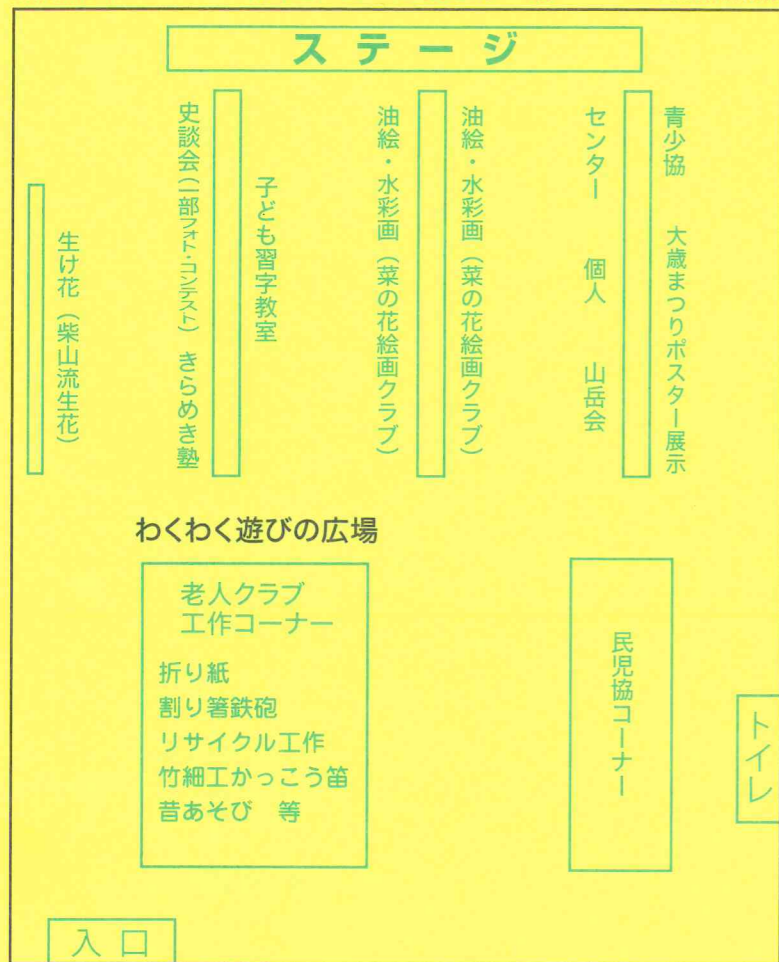 ステージ
青少協　大歳まつりポスター展示
センター　個人　山岳会
油絵・水彩画（菜の花絵画クラブ）
油絵・水彩画（菜の花絵画クラブ）
子ども習字教室
史談会（一部フォト・コンテスト）　きらめき塾
生け花（柴山流生花）
わくわく遊びの広場
老人クラブ
工作コーナー
折り紙
割り箸鉄砲
リサイクル工作
竹細工かっこう笛
昔あそび　等
民児協コーナー
トイレ
入口